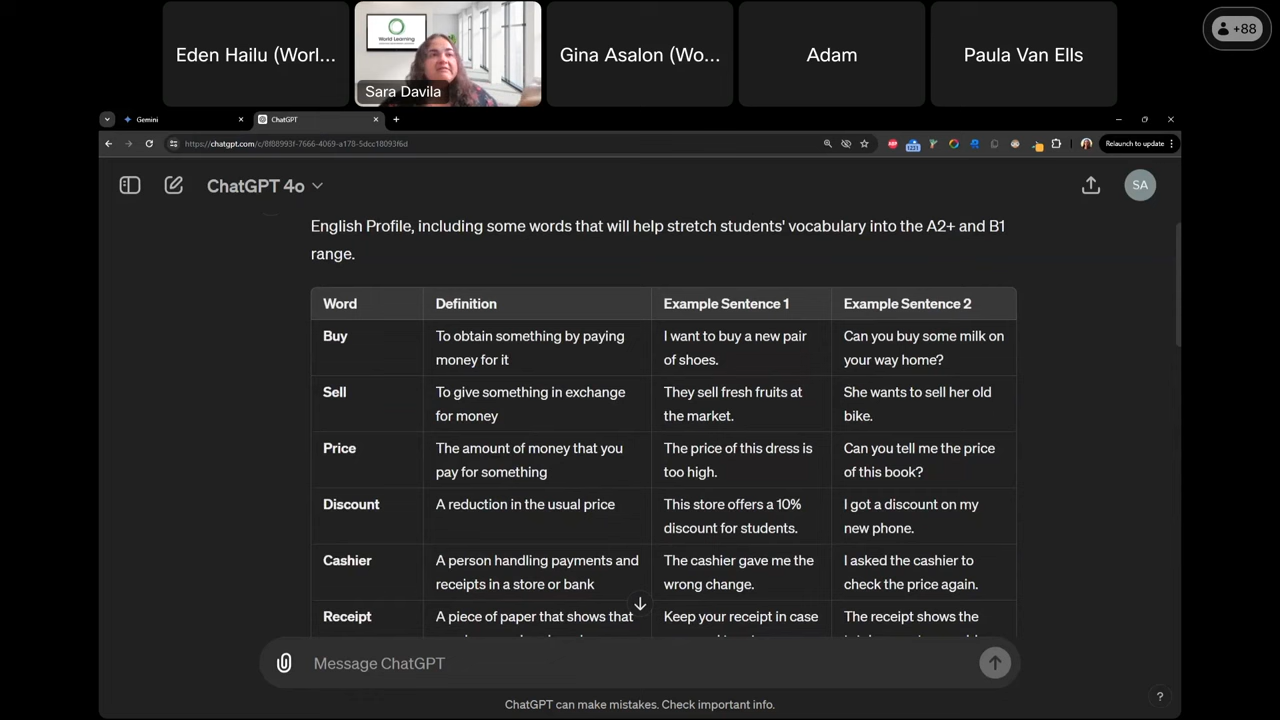 Eden Hailu (Worl...
World Learning
Sara Davila
Gina Asalon (Wo...
Adam
Paula Van Ells
+88
Gemini
ChatGPT
https://chatgpt.com/c/8f88993f-7666-4069-a178-5dcc18093f6d
Relaunch to update
ChatGPT 4o
SA
English Profile, including some words that will help stretch students' vocabulary into the A2+ and B1
range.
Word Definition Example Sentence 1 Example Sentence 2
Buy To obtain something by paying I want to buy a new pair Can you buy some milk on
money for it of shoes. your way home?
Sell To give something in exchange They sell fresh fruits at She wants to sell her old
for money the market. bike.
Price The amount of money that you The price of this dress is Can you tell me the price
pay for something too high. of this book?
Discount A reduction in the usual price This store offers a 10% I got a discount on my
discount for students. new phone.
Cashier A person handling payments and The cashier gave me the I asked the cashier to
receipts in a store or bank wrong change. check the price again.
Receipt A piece of paper that shows that Keep your receipt in case The receipt shows the
Message ChatGPT
ChatGPT can make mistakes. Check important info.
?